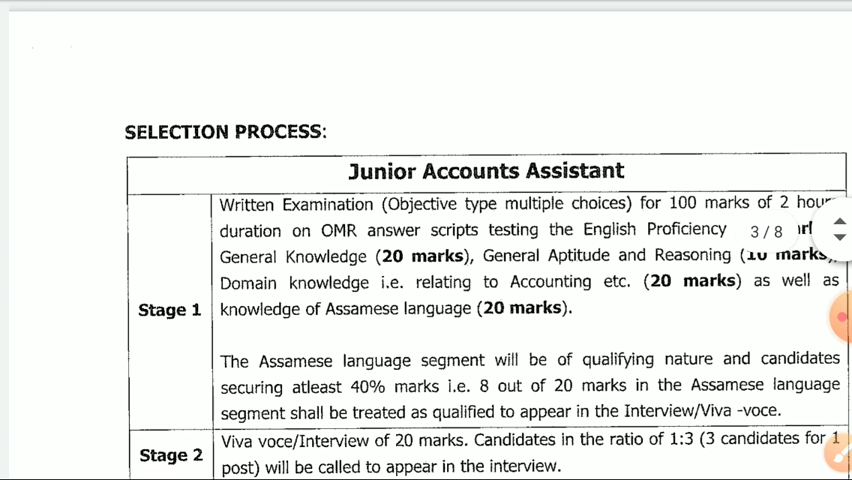 SELECTION PROCESS:
Junior Accounts Assistant
Written Examination (Objective type multiple choices) for 100 marks of 2 hour
duration on OMR answer scripts testing the English Proficiency
3 / 8
General Knowledge (20 marks), General Aptitude and Reasoning (10 marks),
Domain knowledge i.e. relating to Accounting etc. (20 marks) as well as
Stage 1
knowledge of Assamese language (20 marks).
The Assamese language segment will be of qualifying nature and candidates
securing atleast 40% marks i.e. 8 out of 20 marks in the Assamese language
segment shall be treated as qualified to appear in the Interview/Viva -voce.
Stage 2
Viva voce/Interview of 20 marks. Candidates in the ratio of 1:3 (3 candidates for 1
post) will be called to appear in the interview.